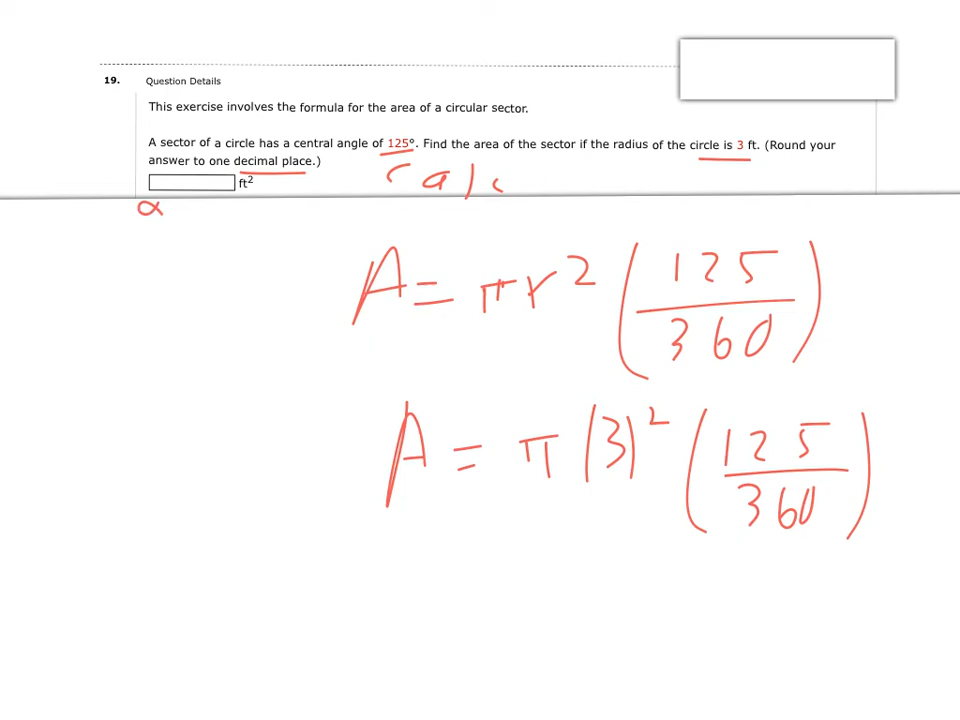 19. Question Details
This exercise involves the formula for the area of a circular sector.
A sector of a circle has a central angle of 125°. Find the area of the sector if the radius of the circle is 3 ft. (Round your
answer to one decimal place.)
ft²
calc
α
A = πr² (125/360)
A = π(3)² (125/360)